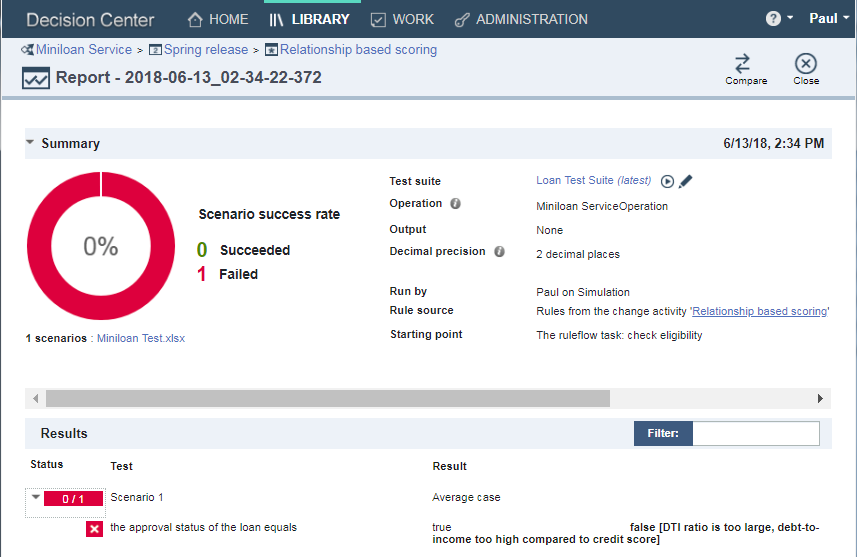 Decision Center HOME LIBRARY WORK ADMINISTRATION ? Paul
Miniloan Service > Spring release > Relationship based scoring
Report - 2018-06-13_02-34-22-372
Compare Close
Summary 6/13/18, 2:34 PM
Test suite Loan Test Suite (latest)
Operation i Miniloan ServiceOperation
Output None
Decimal precision i 2 decimal places
Run by Paul on Simulation
Rule source Rules from the change activity 'Relationship based scoring'
Starting point The ruleflow task: check eligibility
0%
Scenario success rate
0 Succeeded
1 Failed
1 scenarios : Miniloan Test.xlsx
Results Filter:
Status Test Result
0 / 1 Scenario 1 Average case
the approval status of the loan equals true false [DTI ratio is too large, debt-to-
income too high compared to credit score]